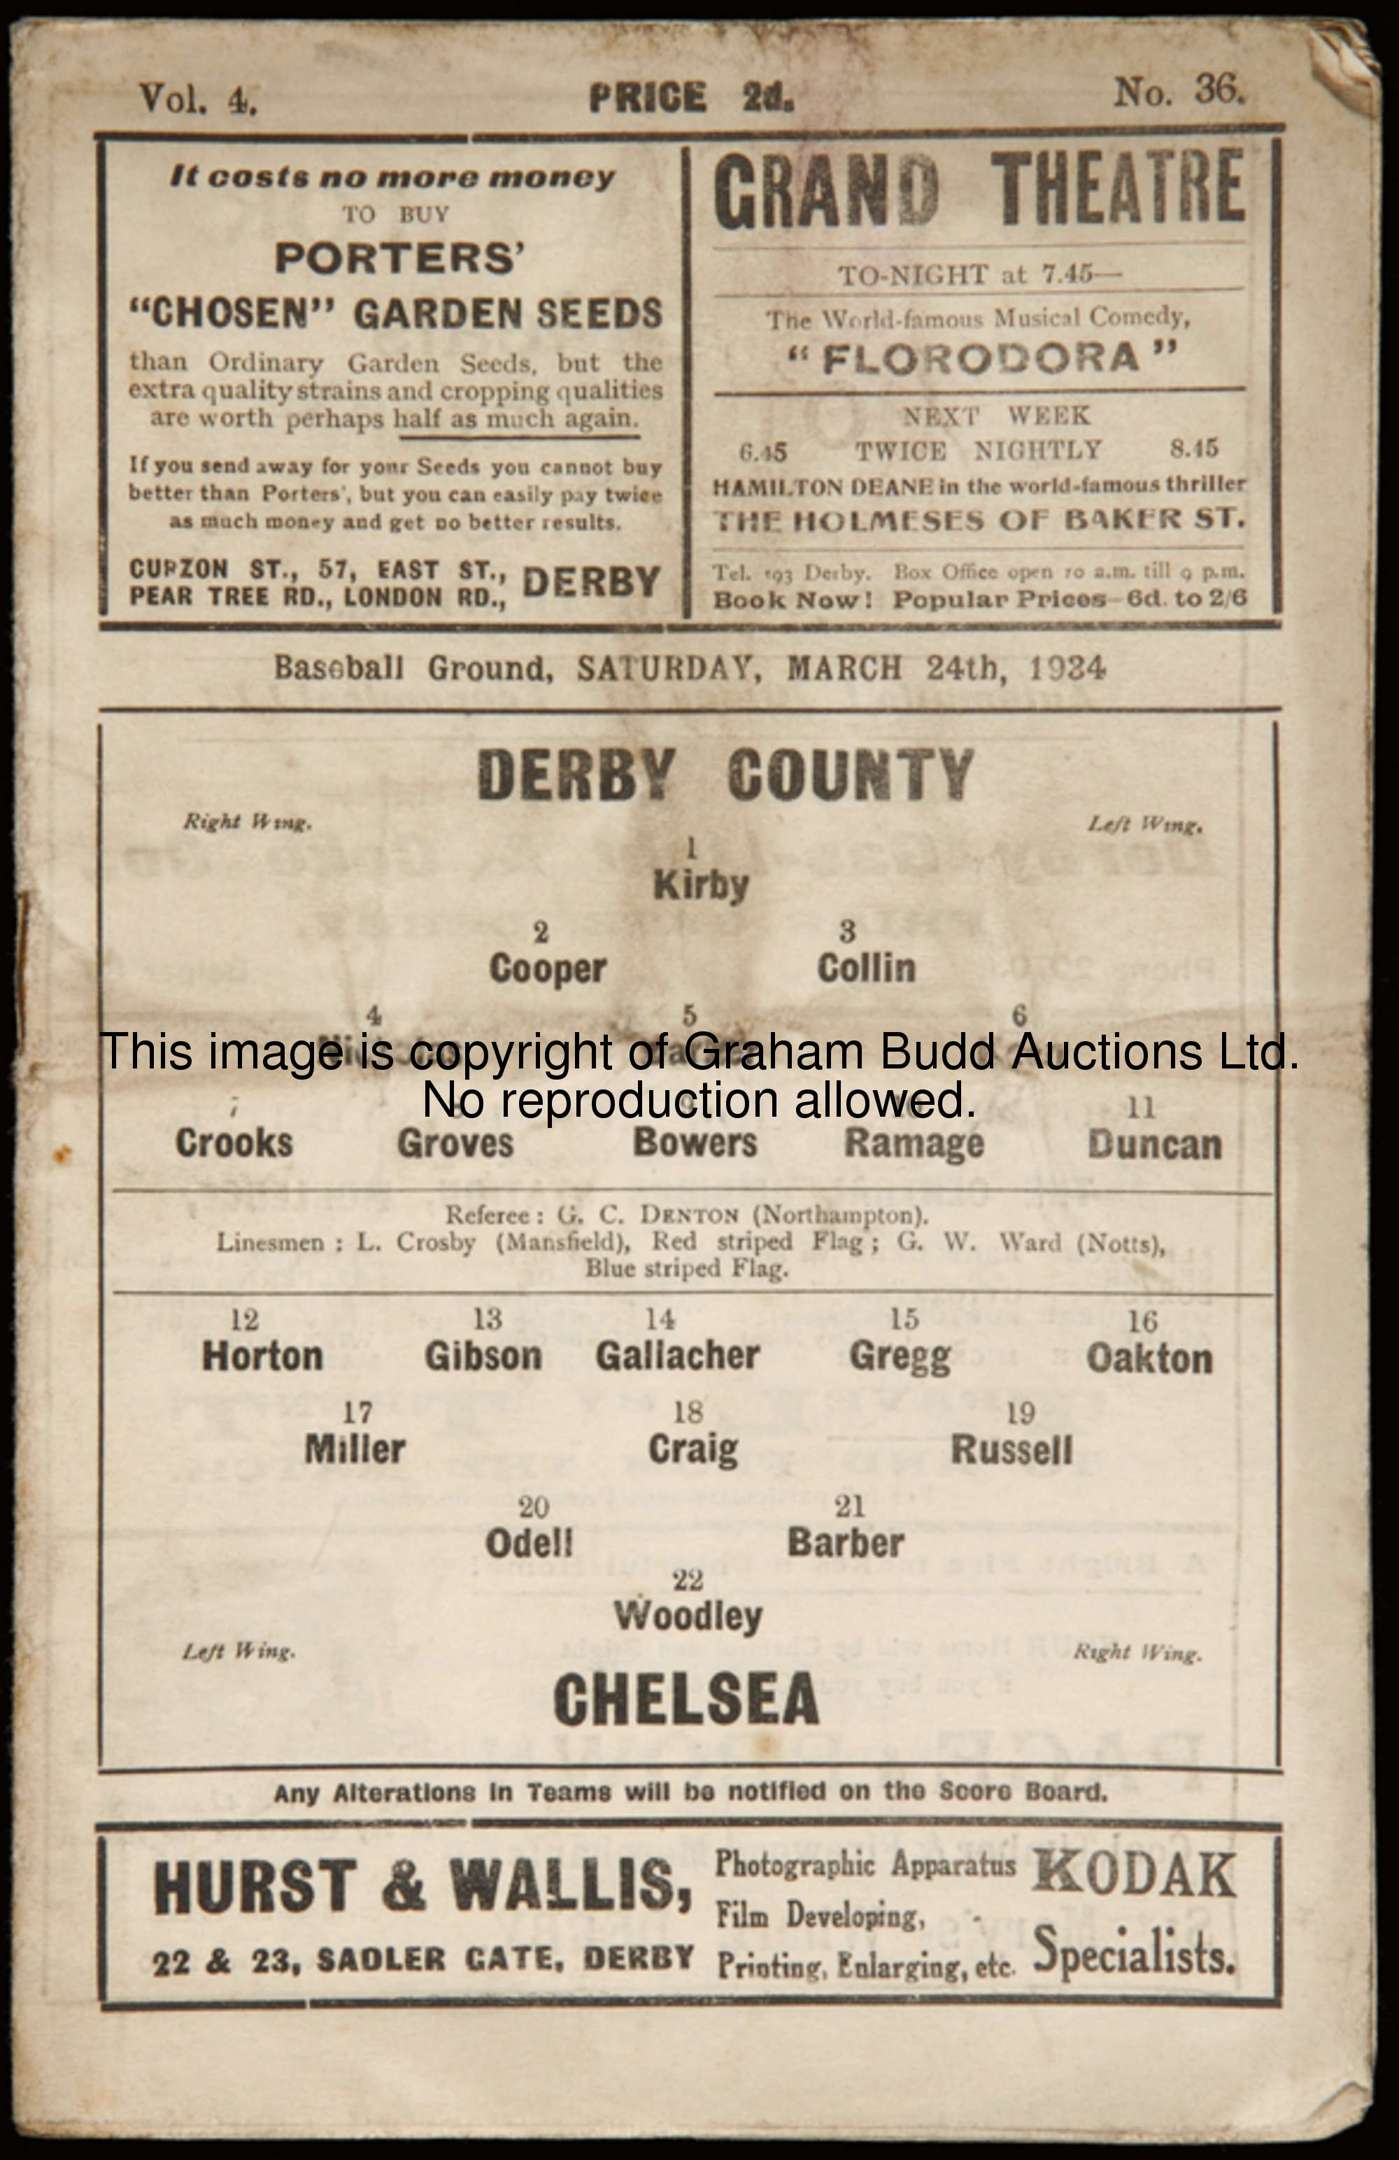 Vol. 4. PRICE 2d. No. 36.
It costs no more money
TO BUY
PORTERS'
"CHOSEN" GARDEN SEEDS
than Ordinary Garden Seeds, but the
extra quality strains and cropping qualities
are worth perhaps half as much again.
If you send away for your Seeds you cannot buy
better than Porters', but you can easily pay twice
as much money and get no better results.
CURZON ST., 57, EAST ST.,
PEAR TREE RD., LONDON RD., DERBY
GRAND THEATRE
TO-NIGHT at 7.45—
The World-famous Musical Comedy,
"FLORODORA"
NEXT WEEK
6.45 TWICE NIGHTLY 8.45
HAMILTON DEANE in the world-famous thriller
THE HOLMESES OF BAKER ST.
Tel. 193 Derby. Box Office open 10 a.m. till 9 p.m.
Book Now! Popular Prices—6d. to 2/6
Baseball Ground, SATURDAY, MARCH 24th, 1934
DERBY COUNTY
Right Wing. Left Wing.
1
Kirby
2 3
Cooper Collin
4 5 6
This image is copyright of Graham Budd Auctions Ltd.
No reproduction allowed.
7 11
Crooks Groves Bowers Ramage Duncan
Referee: G. C. DENTON (Northampton).
Linesmen: L. Crosby (Mansfield), Red striped Flag; G. W. Ward (Notts),
Blue striped Flag.
12 13 14 15 16
Horton Gibson Gallacher Gregg Oakton
17 18 19
Miller Craig Russell
20 21
Odell Barber
22
Woodley
Left Wing. Right Wing.
CHELSEA
Any Alterations in Teams will be notified on the Score Board.
HURST & WALLIS,
22 & 23, SADLER GATE, DERBY
Photographic Apparatus
Film Developing,
Printing, Enlarging, etc.
KODAK
Specialists.